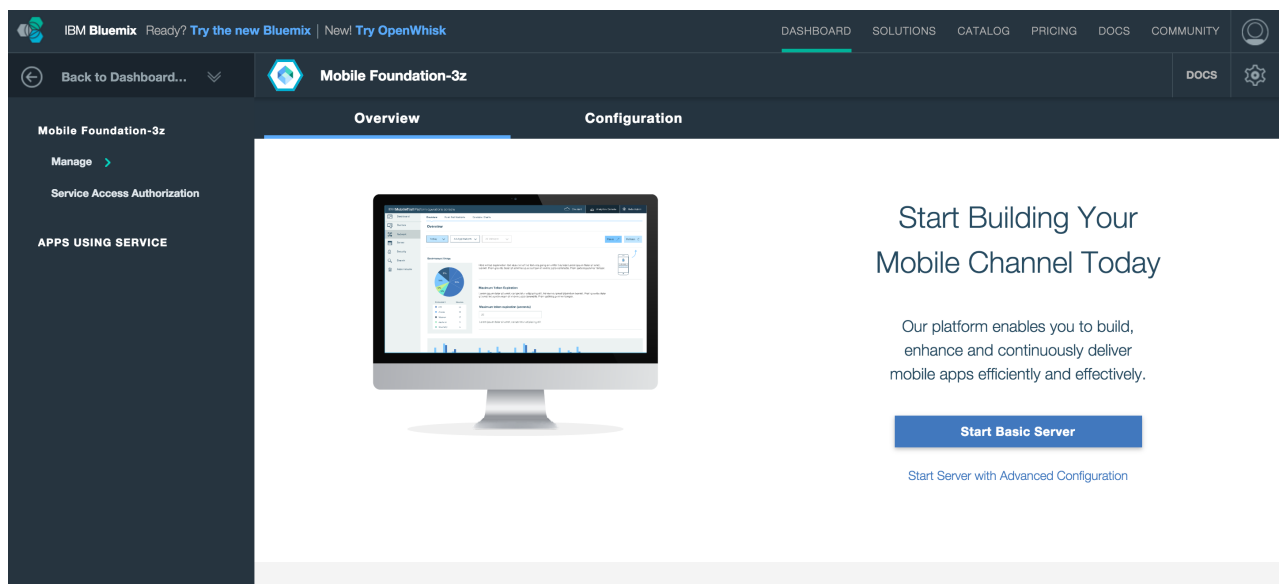 IBM Bluemix Ready? Try the new Bluemix | New! Try OpenWhisk
DASHBOARD SOLUTIONS CATALOG PRICING DOCS COMMUNITY
Back to Dashboard...
Mobile Foundation-3z
DOCS
Mobile Foundation-3z
Manage >
Service Access Authorization
APPS USING SERVICE
Overview Configuration
Overview
Start Building Your
Mobile Channel Today
Our platform enables you to build,
enhance and continuously deliver
mobile apps efficiently and effectively.
Start Basic Server
Start Server with Advanced Configuration